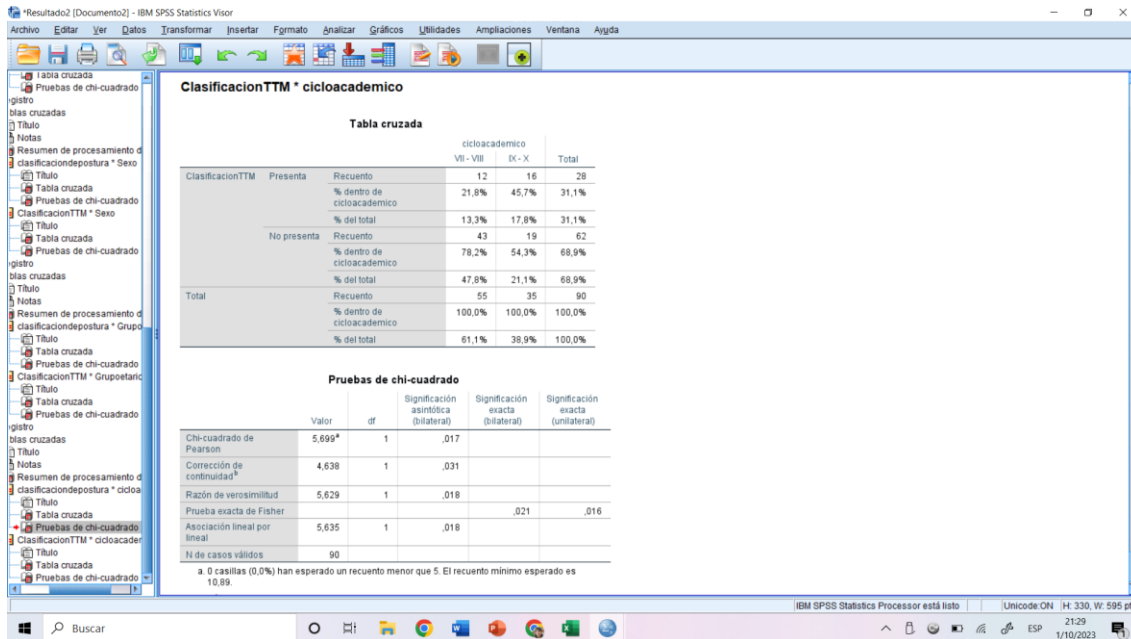 *Resultado2 [Documento2] - IBM SPSS Statistics Visor
Archivo Editar Ver Datos Transformar Insertar Formato Analizar Gráficos Utilidades Ampliaciones Ventana Ayuda
Tabla cruzada
Pruebas de chi-cuadrado
gistro
blas cruzadas
Título
Notas
Resumen de procesamiento d
clasificaciondepostura * Sexo
Título
Tabla cruzada
Pruebas de chi-cuadrado
ClasificacionTTM * Sexo
Título
Tabla cruzada
Pruebas de chi-cuadrado
gistro
blas cruzadas
Título
Notas
Resumen de procesamiento d
clasificaciondepostura * Grupo
Título
Tabla cruzada
Pruebas de chi-cuadrado
ClasificacionTTM * Grupoetaric
Título
Tabla cruzada
Pruebas de chi-cuadrado
gistro
blas cruzadas
Título
Notas
Resumen de procesamiento d
clasificaciondepostura * cicloa
Título
Tabla cruzada
Pruebas de chi-cuadrado
ClasificacionTTM * cicloacader
Título
Tabla cruzada
Pruebas de chi-cuadrado
ClasificacionTTM * cicloacademico
Tabla cruzada
cicloacademico
VII - VIII IX - X Total
ClasificacionTTM Presenta Recuento 12 16 28
% dentro de 21,8% 45,7% 31,1%
cicloacademico
% del total 13,3% 17,8% 31,1%
No presenta Recuento 43 19 62
% dentro de 78,2% 54,3% 68,9%
cicloacademico
% del total 47,8% 21,1% 68,9%
Total Recuento 55 35 90
% dentro de 100,0% 100,0% 100,0%
cicloacademico
% del total 61,1% 38,9% 100,0%
Pruebas de chi-cuadrado
Significación Significación Significación
asintótica exacta exacta
Valor df (bilateral) (bilateral) (unilateral)
Chi-cuadrado de 5,699a 1 ,017
Pearson
Corrección de 4,638 1 ,031
continuidadb
Razón de verosimilitud 5,629 1 ,018
Prueba exacta de Fisher ,021 ,016
Asociación lineal por 5,635 1 ,018
lineal
N de casos válidos 90
a. 0 casillas (0,0%) han esperado un recuento menor que 5. El recuento mínimo esperado es
10,89.
IBM SPSS Statistics Processor está listo Unicode:ON H: 330, W: 595 pt
Buscar
ESP 21:29
1/10/2023